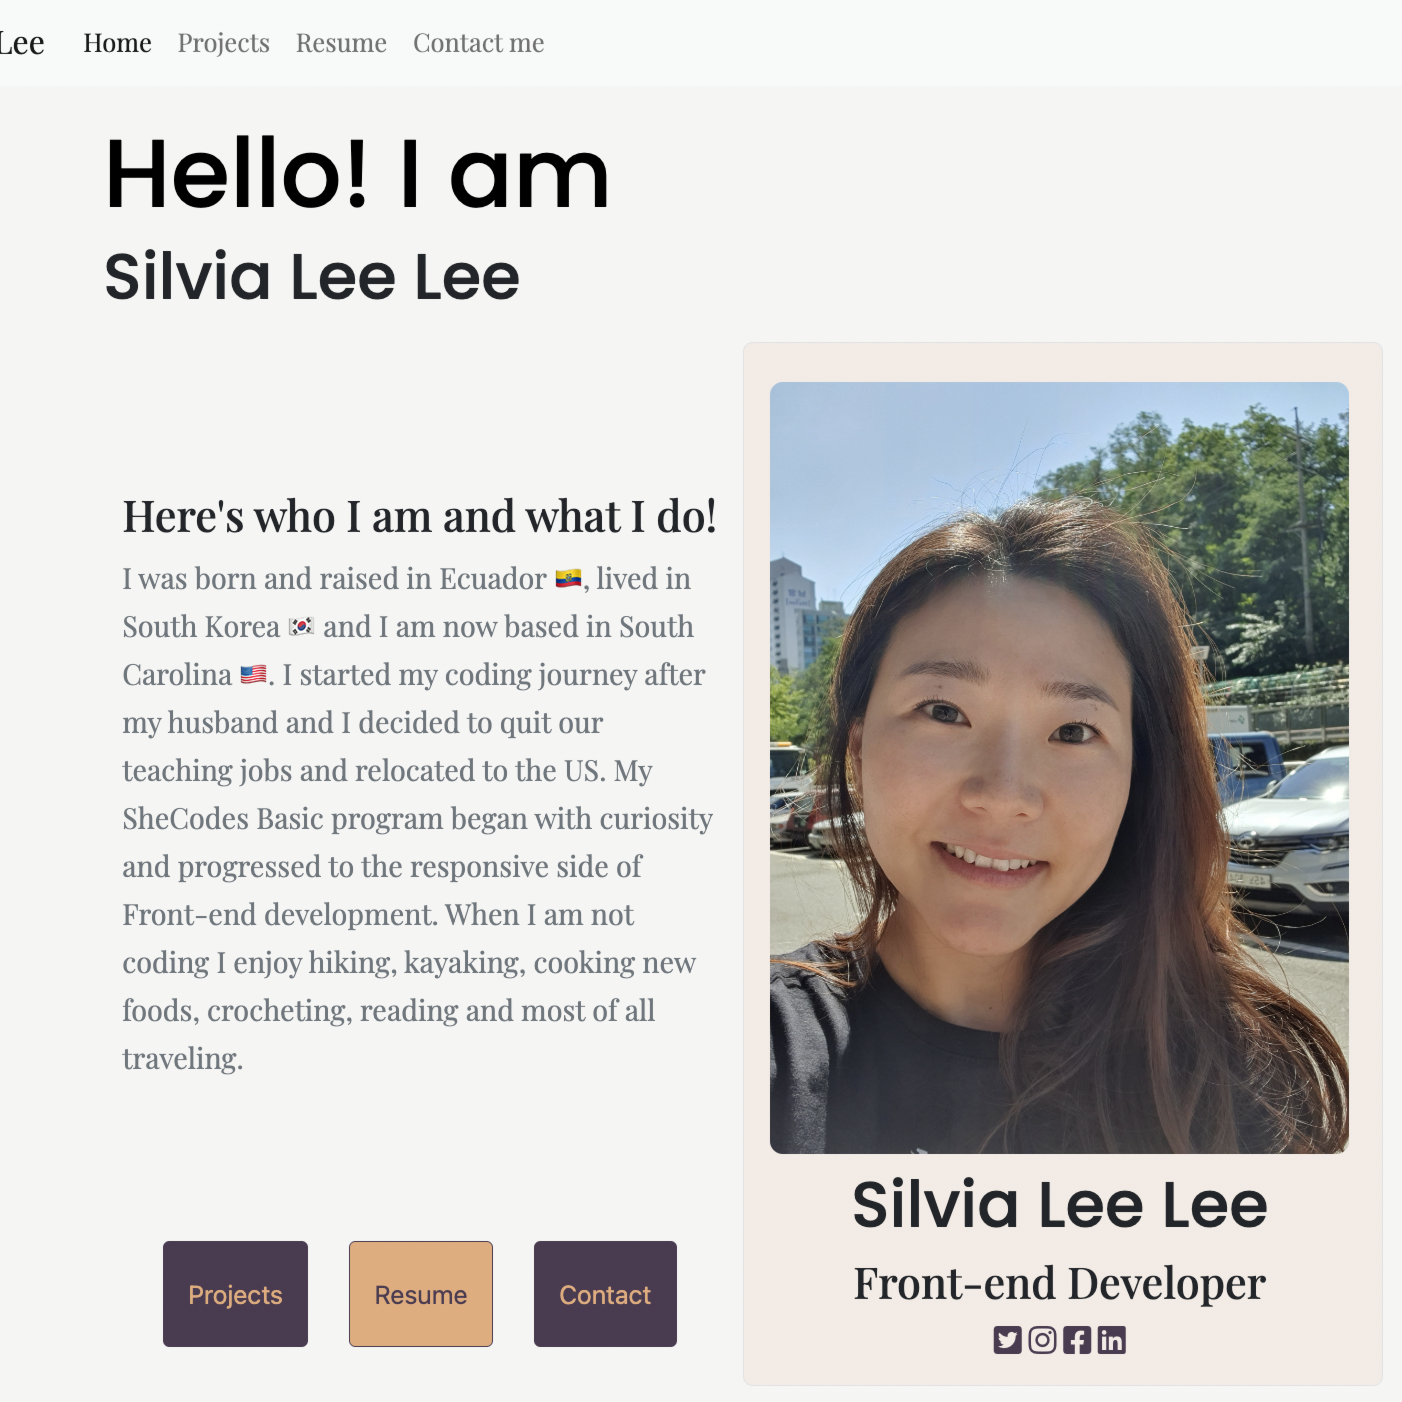 Lee Home Projects Resume Contact me
Hello! I am
Silvia Lee Lee
Here's who I am and what I do!
I was born and raised in Ecuador 🇪🇨, lived in
South Korea 🇰🇷 and I am now based in South
Carolina 🇺🇸. I started my coding journey after
my husband and I decided to quit our
teaching jobs and relocated to the US. My
SheCodes Basic program began with curiosity
and progressed to the responsive side of
Front-end development. When I am not
coding I enjoy hiking, kayaking, cooking new
foods, crocheting, reading and most of all
traveling.
Projects Resume Contact
Silvia Lee Lee
Front-end Developer